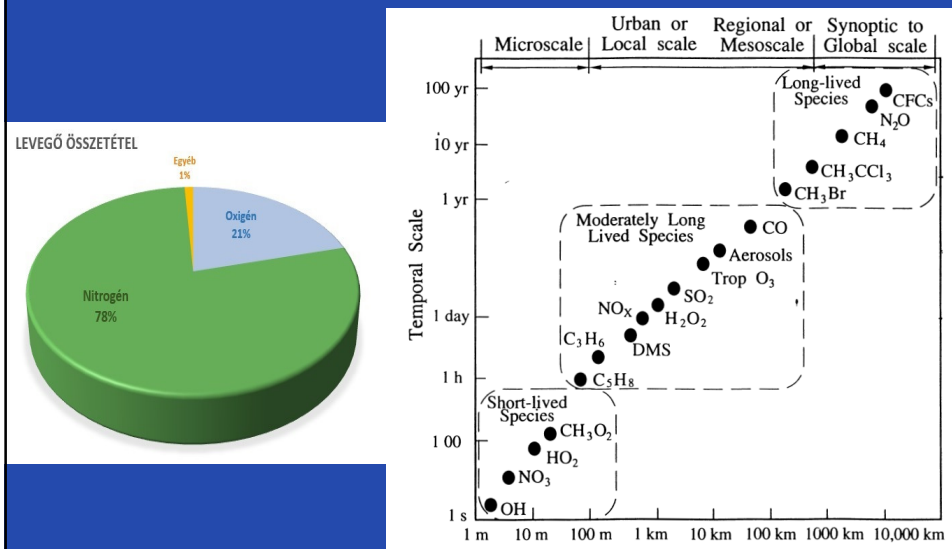 LEVEGŐ ÖSSZETÉTEL
Egyéb
1%
Oxigén
21%
Nitrogén
78%
Urban or
Local scale
Regional or
Mesoscale
Synoptic to
Global scale
Microscale
Temporal Scale
100 yr
10 yr
1 yr
1 day
1 h
1 00
1 s
Long-lived
Species
CFCs
N₂O
CH₄
CH₃CCl₃
CH₃Br
Moderately Long
Lived Species
CO
Aerosols
Trop O₃
SO₂
NOx
H₂O₂
C₃H₆
DMS
C₅H₈
Short-lived
Species
CH₃O₂
HO₂
NO₃
OH
1 m
10 m
100 m
1 km
10 km
100 km
1000 km
10,000 km